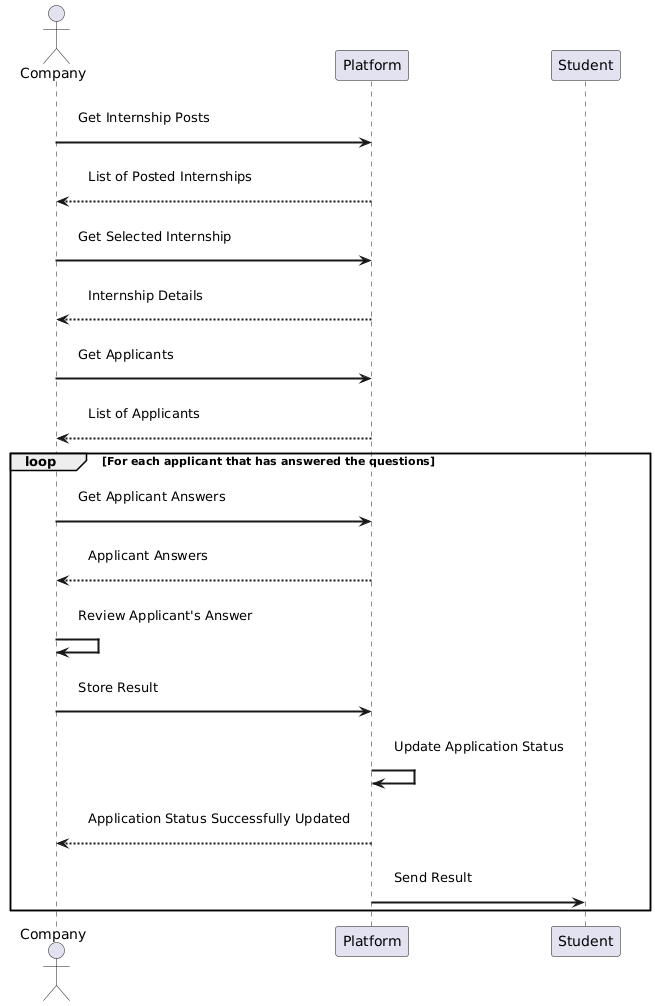 Company
Platform
Student
Get Internship Posts
List of Posted Internships
Get Selected Internship
Internship Details
Get Applicants
List of Applicants
loop [For each applicant that has answered the questions]
Get Applicant Answers
Applicant Answers
Review Applicant's Answer
Store Result
Update Application Status
Application Status Successfully Updated
Send Result
Company
Platform
Student